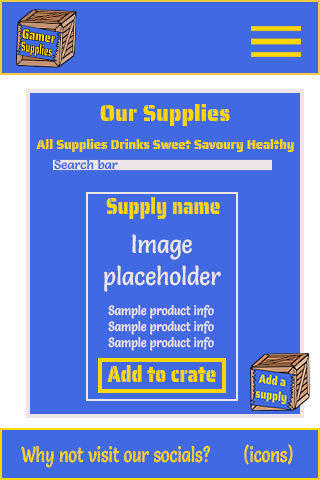 Gamer
Supplies
Our Supplies
All Supplies Drinks Sweet Savoury Healthy
Search bar
Supply name
Image
placeholder
Sample product info
Sample product info
Sample product info
Add to crate
Add a
supply
Why not visit our socials? (icons)